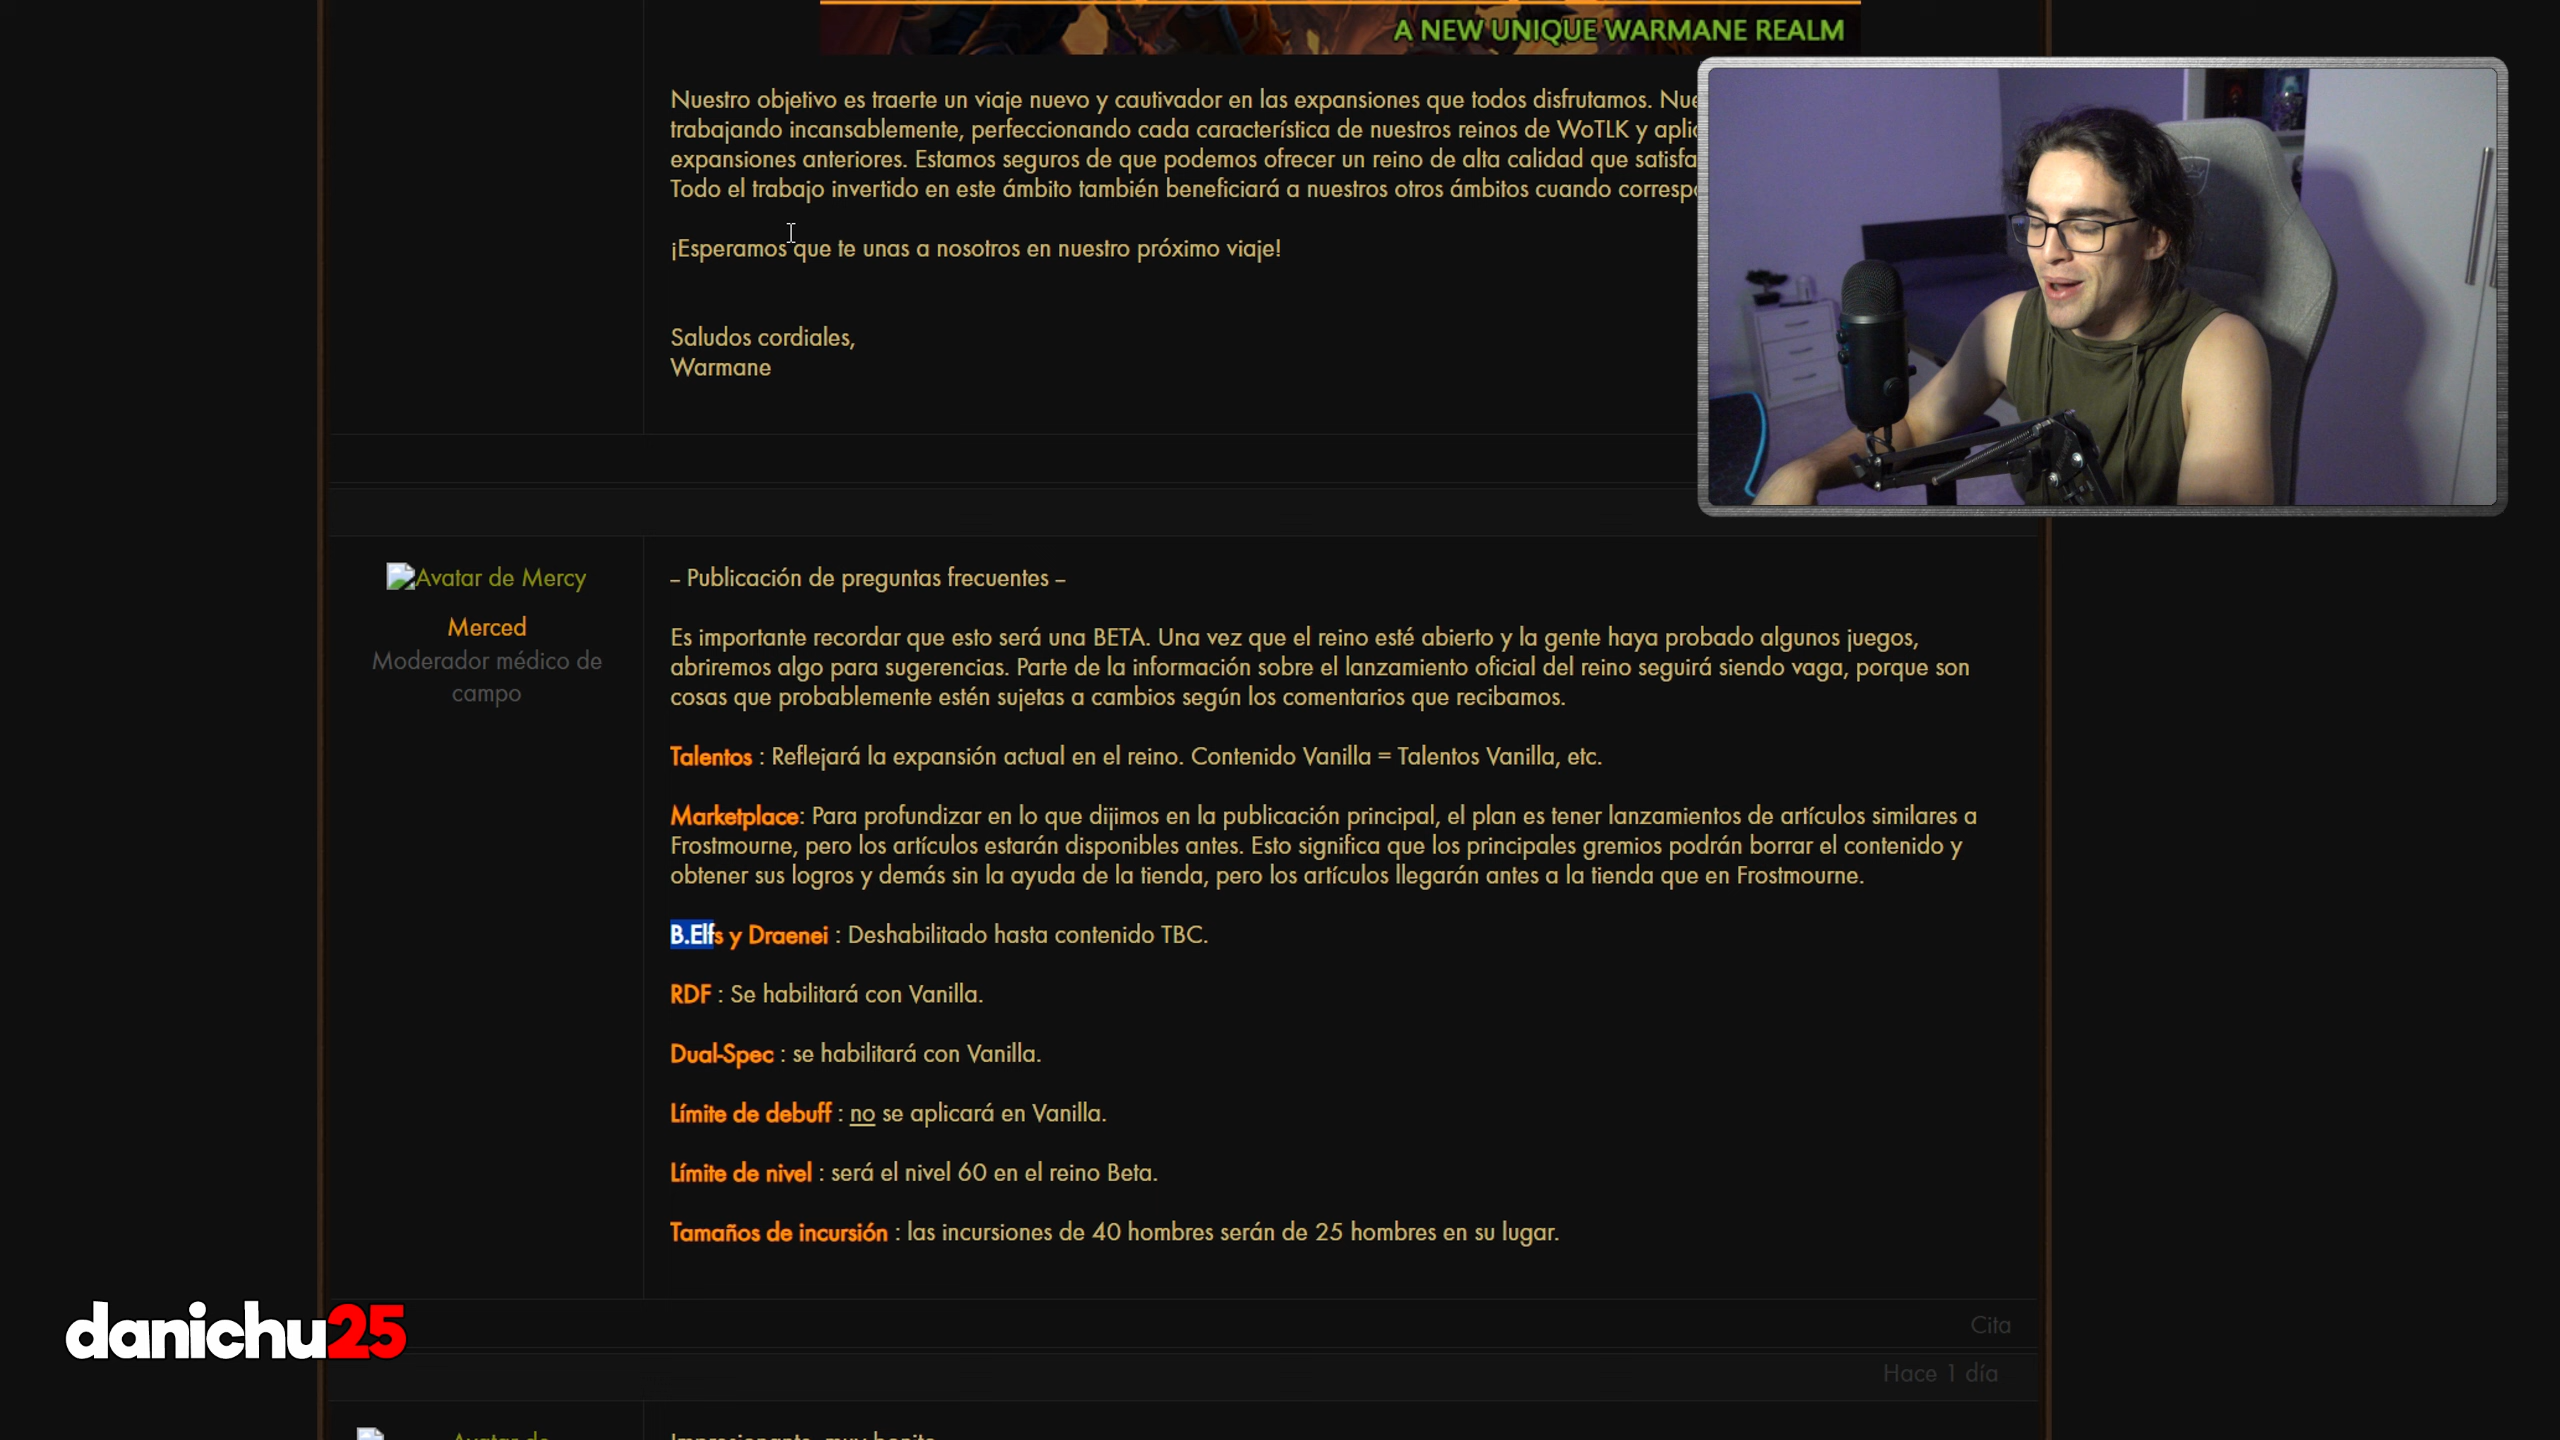 A NEW UNIQUE WARMANE REALM
Nuestro objetivo es traerte un viaje nuevo y cautivador en las expansiones que todos disfrutamos.
trabajando incansablemente, perfeccionando cada característica de nuestros reinos de WoTLK y
expansiones anteriores. Estamos seguros de que podemos ofrecer un reino de alta calidad que
Todo el trabajo invertido en este ámbito también beneficiará a nuestros otros ámbitos cuando
¡Esperamos que te unas a nosotros en nuestro próximo viaje!
Saludos cordiales,
Warmane
Avatar de Mercy
Merced
Moderador médico de
campo
– Publicación de preguntas frecuentes –
Es importante recordar que esto será una BETA. Una vez que el reino esté abierto y la gente haya probado algunos juegos,
abriremos algo para sugerencias. Parte de la información sobre el lanzamiento oficial del reino seguirá siendo vaga, porque son
cosas que probablemente estén sujetas a cambios según los comentarios que recibamos.
Talentos : Reflejará la expansión actual en el reino. Contenido Vanilla = Talentos Vanilla, etc.
Marketplace: Para profundizar en lo que dijimos en la publicación principal, el plan es tener lanzamientos de artículos similares a
Frostmourne, pero los artículos estarán disponibles antes. Esto significa que los principales gremios podrán borrar el contenido y
obtener sus logros y demás sin la ayuda de la tienda, pero los artículos llegarán antes a la tienda que en Frostmourne.
B.Elfs y Draenei : Deshabilitado hasta contenido TBC.
RDF : Se habilitará con Vanilla.
Dual-Spec : se habilitará con Vanilla.
Límite de debuff : no se aplicará en Vanilla.
Límite de nivel : será el nivel 60 en el reino Beta.
Tamaños de incursión : las incursiones de 40 hombres serán de 25 hombres en su lugar.
danichu25
Cita
Hace 1 día